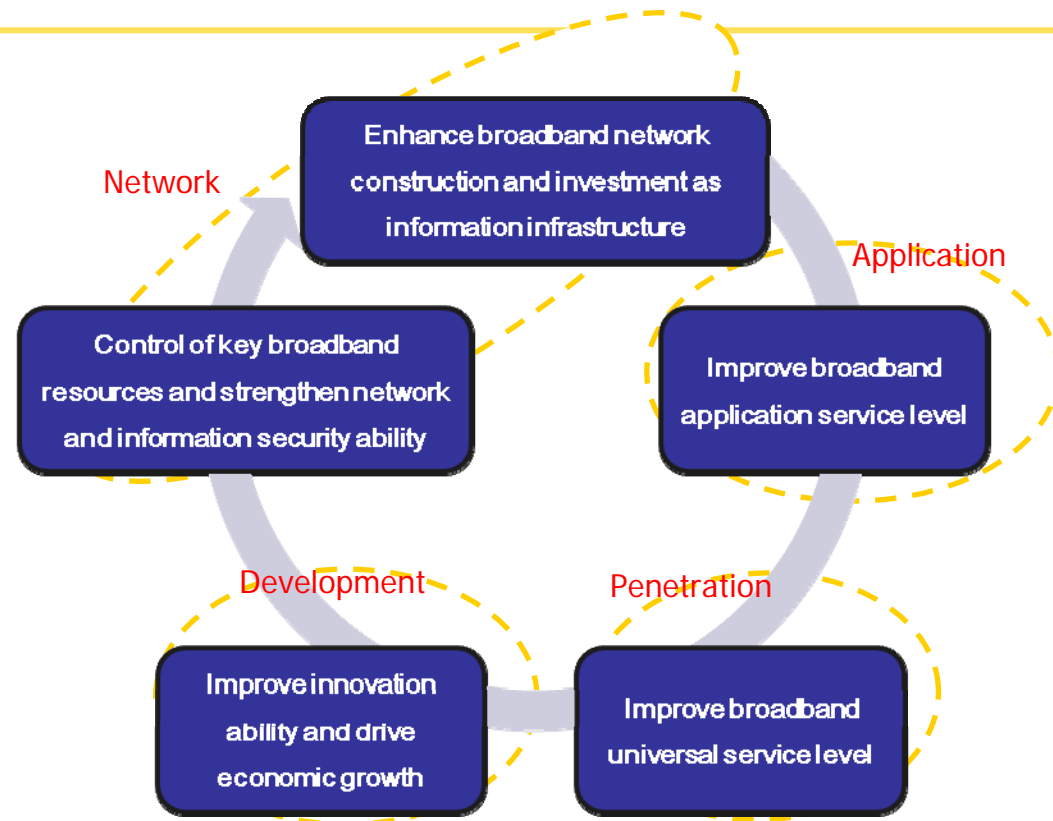 Enhance broadband network
construction and investment as
information infrastructure
Network
Application
Control of key broadband
resources and strengthen network
and information security ability
Improve broadband
application service level
Development
Penetration
Improve innovation
ability and drive
economic growth
Improve broadband
universal service level